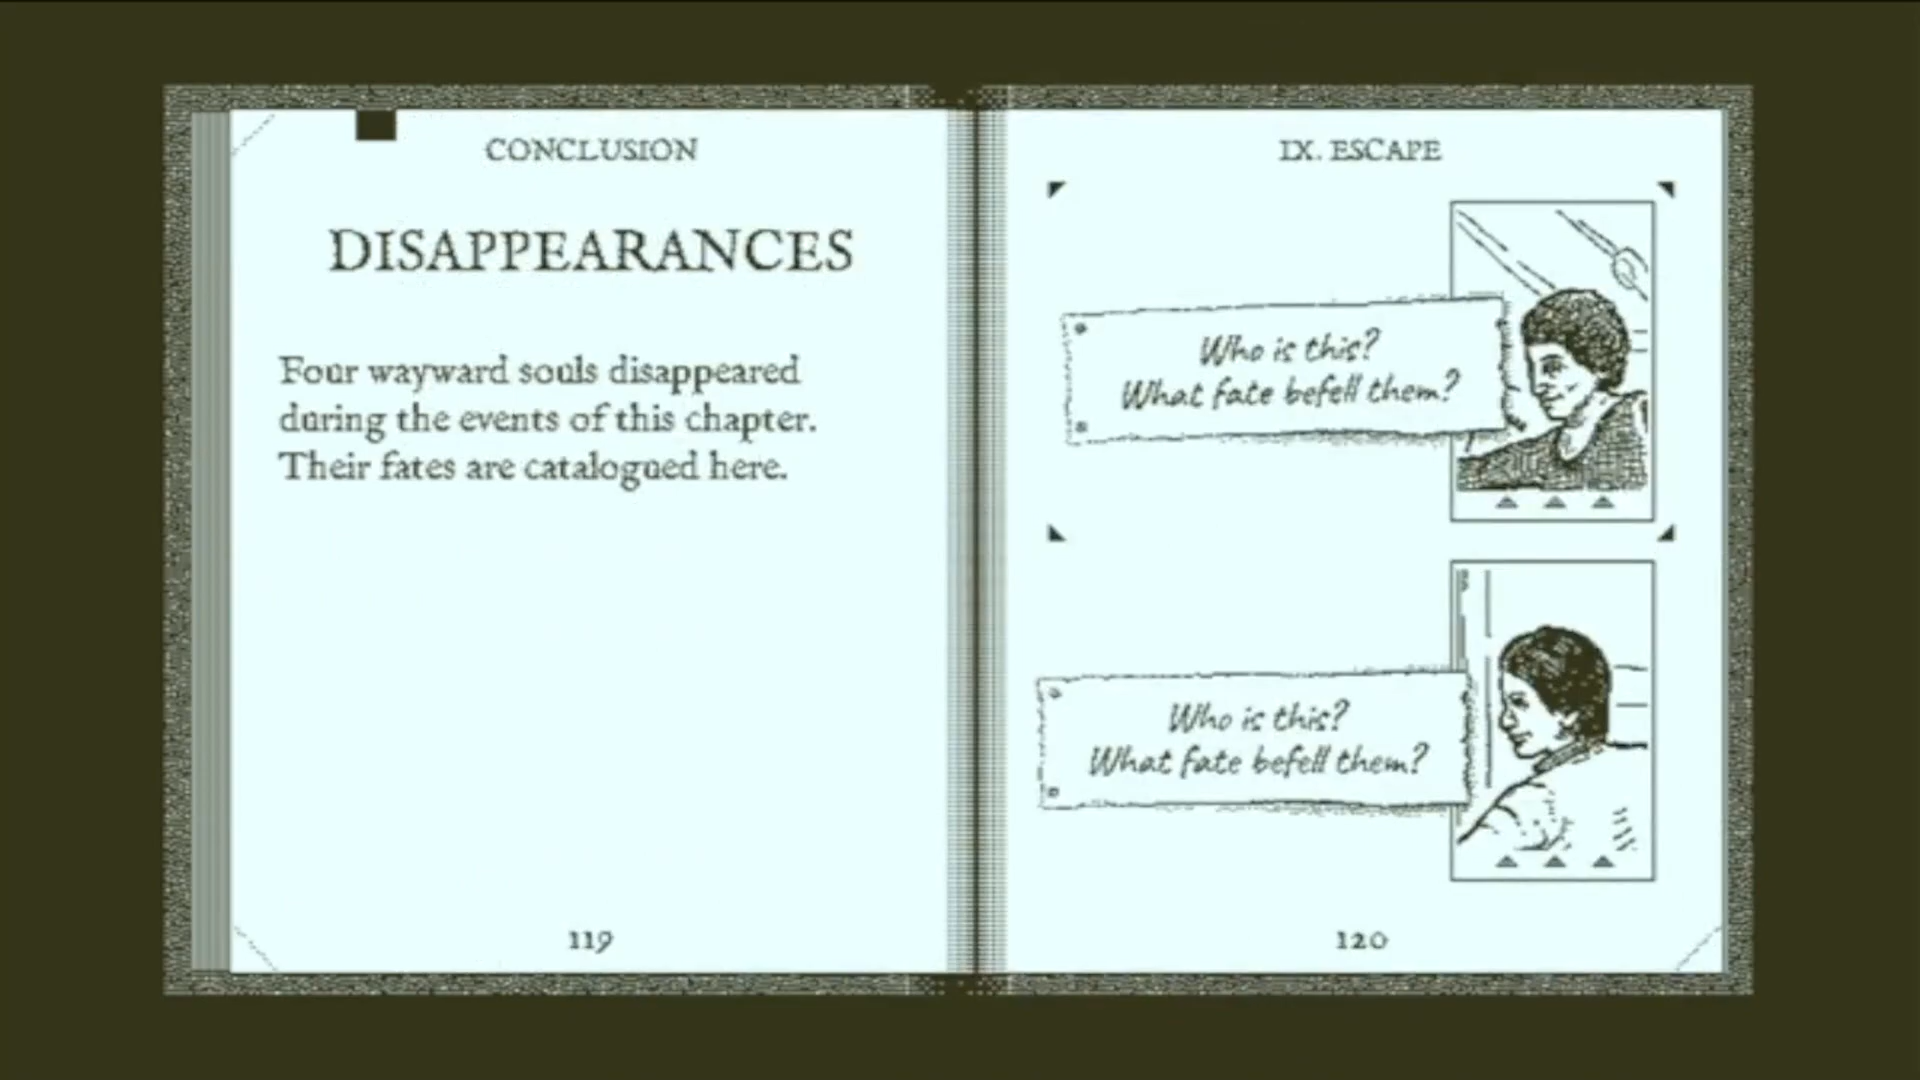 CONCLUSION
DISAPPEARANCES
Four wayward souls disappeared
during the events of this chapter.
Their fates are catalogued here.
119
IX. ESCAPE
Who is this?
What fate befell them?
Who is this?
What fate befell them?
120